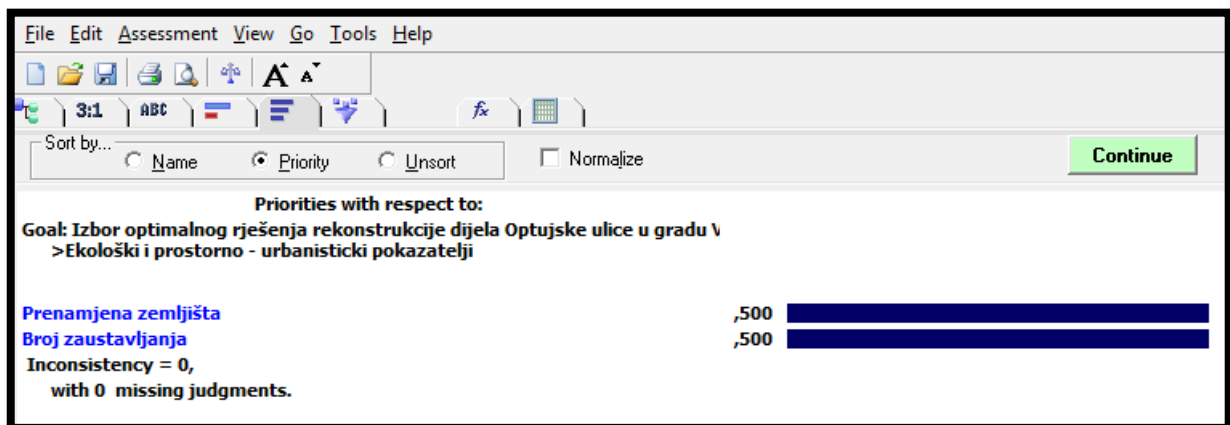 File Edit Assessment View Go Tools Help
A A
3:1 ABC fx
Sort by...
Name Priority Unsort Normalize Continue
Priorities with respect to:
Goal: Izbor optimalnog rješenja rekonstrukcije dijela Optujske ulice u gradu V
>Ekološki i prostorno - urbanisticki pokazatelji
Prenamjena zemljišta ,500
Broj zaustavljanja ,500
Inconsistency = 0,
with 0 missing judgments.